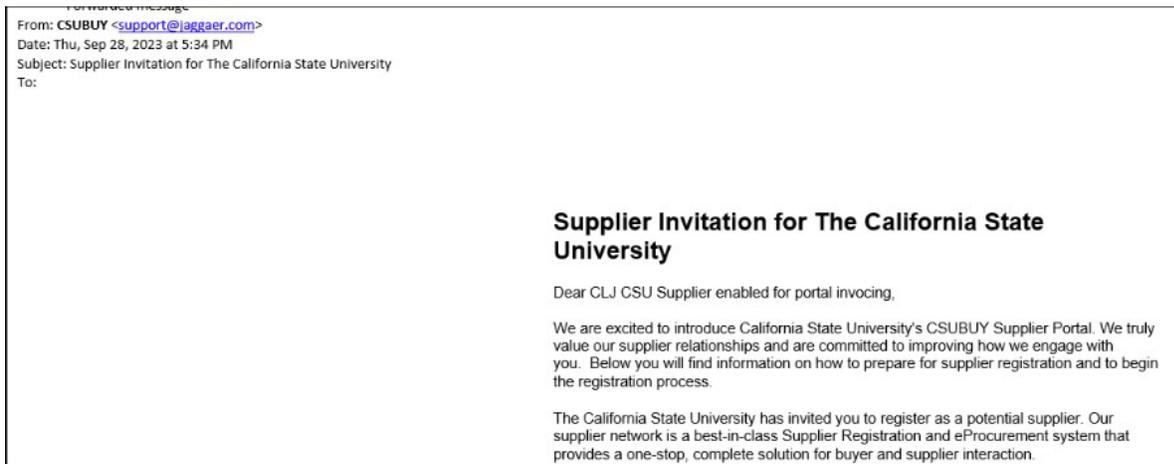 Forwarded message
From: CSUBUY <support@jaggaer.com>
Date: Thu, Sep 28, 2023 at 5:34 PM
Subject: Supplier Invitation for The California State University
To:
Supplier Invitation for The California State
University
Dear CLJ CSU Supplier enabled for portal invocing,
We are excited to introduce California State University's CSUBUY Supplier Portal. We truly
value our supplier relationships and are committed to improving how we engage with
you. Below you will find information on how to prepare for supplier registration and to begin
the registration process.
The California State University has invited you to register as a potential supplier. Our
supplier network is a best-in-class Supplier Registration and eProcurement system that
provides a one-stop, complete solution for buyer and supplier interaction.